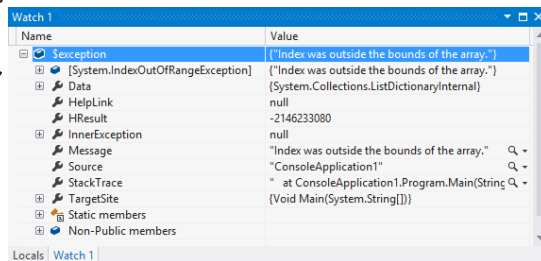 Watch 1
Name Value
$exception {"Index was outside the bounds of the array."}
[System.IndexOutOfRangeException] {"Index was outside the bounds of the array."}
Data {System.Collections.ListDictionaryInternal}
HelpLink null
HResult -2146233080
InnerException null
Message "Index was outside the bounds of the array."
Source "ConsoleApplication1"
StackTrace " at ConsoleApplication1.Program.Main(String
TargetSite {Void Main(System.String[])}
Static members
Non-Public members
Locals Watch 1